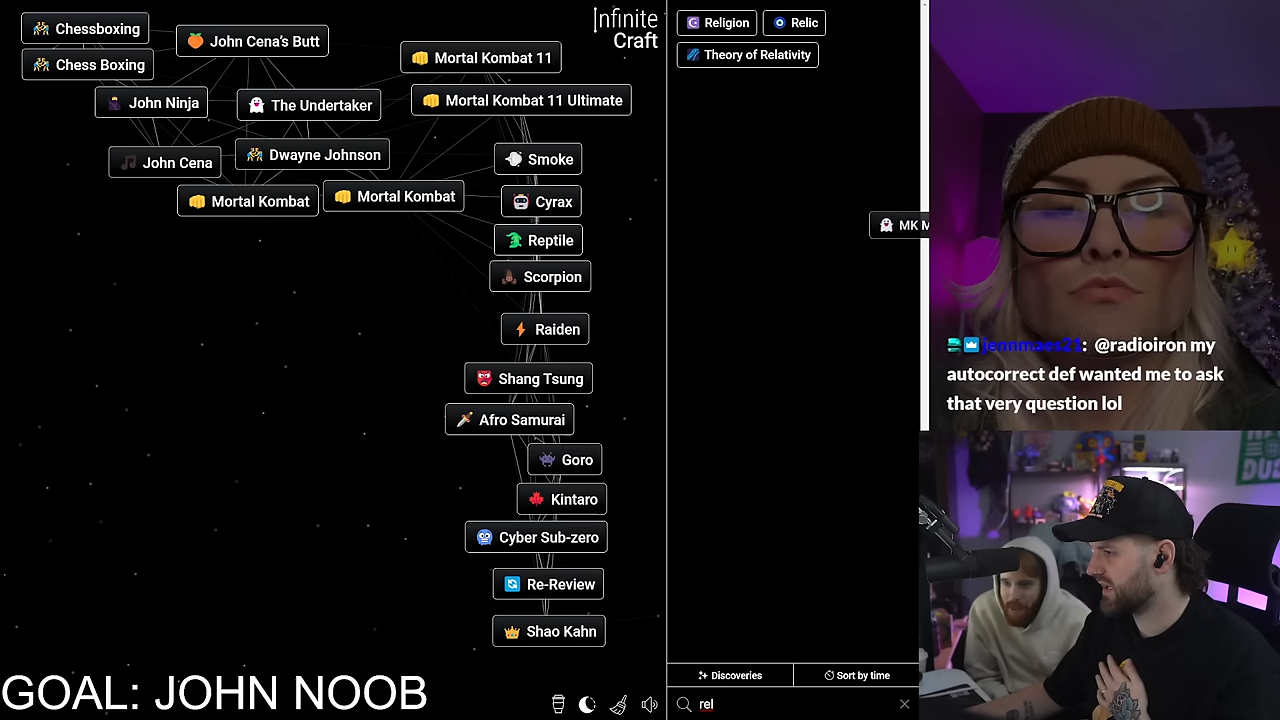 Chessboxing
Chess Boxing
John Cena's Butt
Mortal Kombat 11
Infinite
Craft
John Ninja
The Undertaker
Mortal Kombat 11 Ultimate
John Cena
Dwayne Johnson
Smoke
Mortal Kombat
Mortal Kombat
Cyrax
Reptile
Scorpion
Raiden
Shang Tsung
Afro Samurai
Goro
Kintaro
Cyber Sub-zero
Re-Review
Shao Kahn
GOAL: JOHN NOOB
Religion
Relic
Theory of Relativity
MK M
Discoveries
Sort by time
rel
jennmaes21: @radioiron my
autocorrect def wanted me to ask
that very question lol